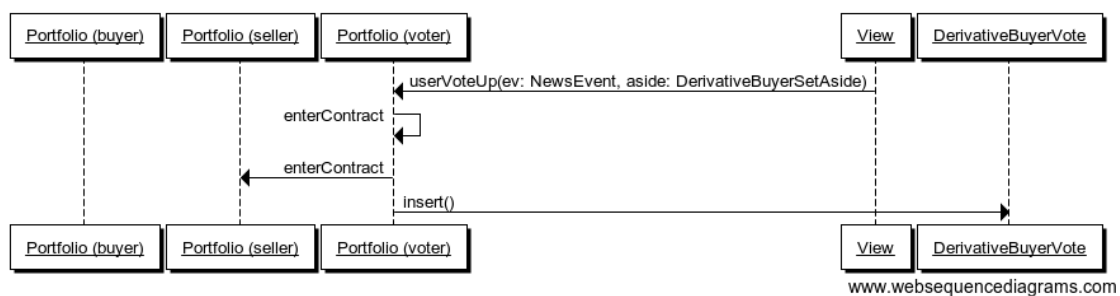 Portfolio (buyer) Portfolio (seller) Portfolio (voter) View DerivativeBuyerVote
userVoteUp(ev: NewsEvent, aside: DerivativeBuyerSetAside)
enterContract
enterContract
insert()
Portfolio (buyer) Portfolio (seller) Portfolio (voter) View DerivativeBuyerVote
www.websequencediagrams.com